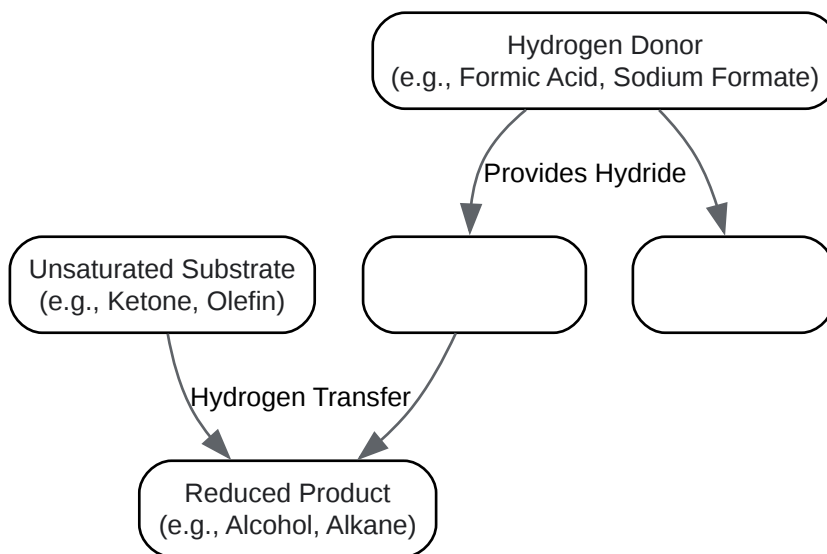 Hydrogen Donor
(e.g., Formic Acid, Sodium Formate)
Provides Hydride
Unsaturated Substrate
(e.g., Ketone, Olefin)
Hydrogen Transfer
Reduced Product
(e.g., Alcohol, Alkane)